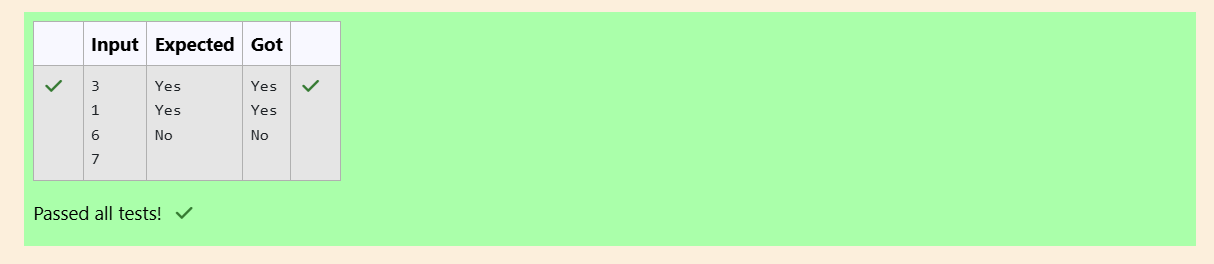 Input Expected Got
3 Yes Yes
1 Yes Yes
6 No No
7
Passed all tests!